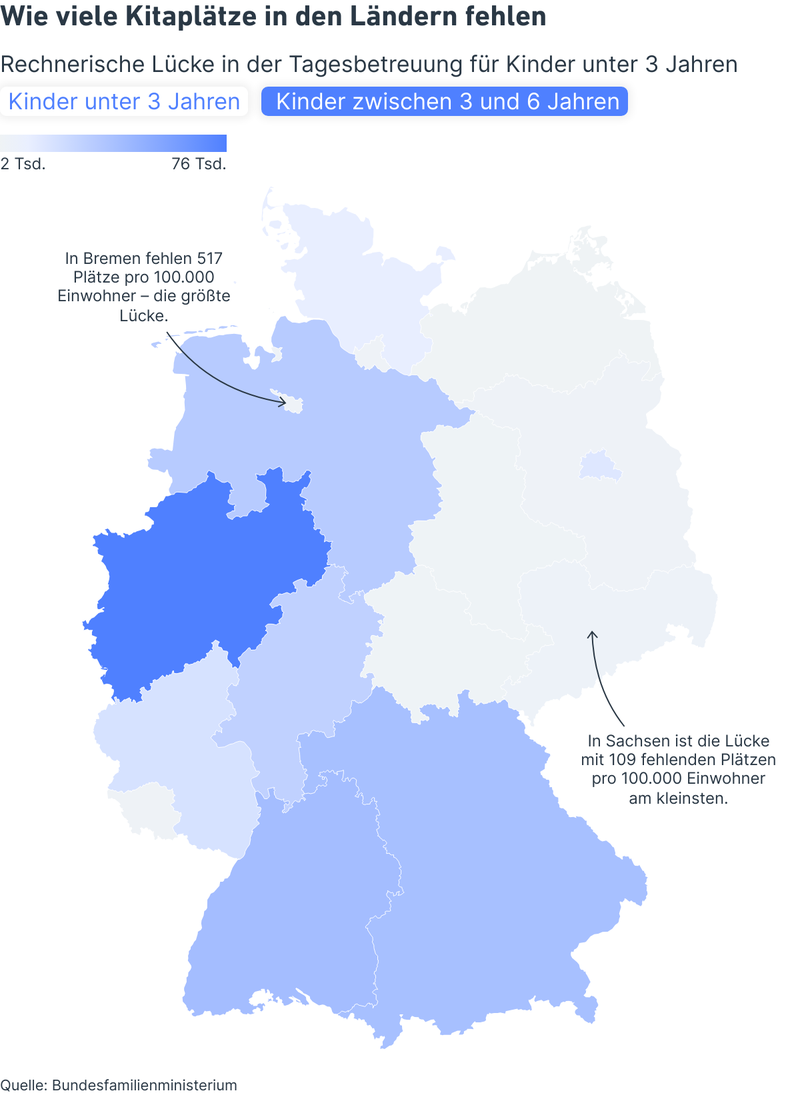 Wie viele Kitaplätze in den Ländern fehlen
Rechnerische Lücke in der Tagesbetreuung für Kinder unter 3 Jahren
Kinder unter 3 Jahren
Kinder zwischen 3 und 6 Jahren
2 Tsd.
76 Tsd.
In Bremen fehlen 517
Plätze pro 100.000
Einwohner – die größte
Lücke.
In Sachsen ist die Lücke
mit 109 fehlenden Plätzen
pro 100.000 Einwohner
am kleinsten.
Quelle: Bundesfamilienministerium